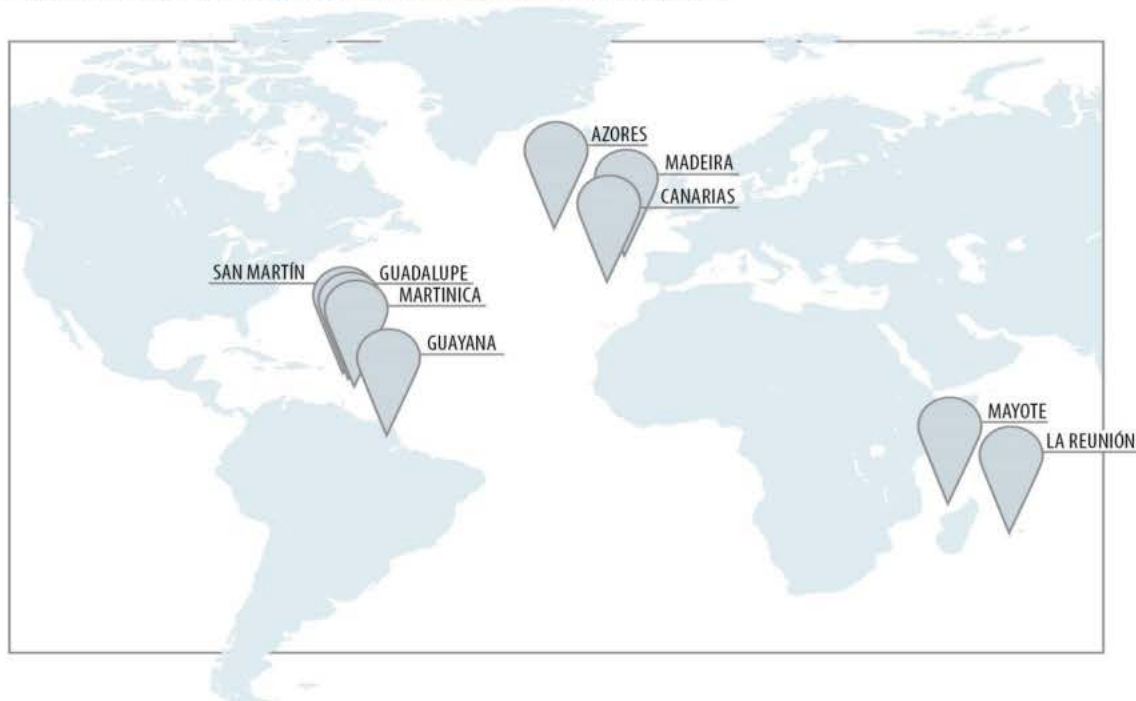 AZORES
MADEIRA
CANARIAS
SAN MARTÍN
GUADALUPE
MARTINICA
GUAYANA
MAYOTE
LA REUNIÓN